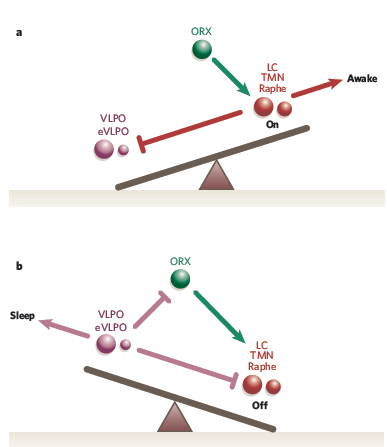 a
ORX
LC
TMN
Raphe
Awake
On
VLPO
eVLPO
b
ORX
Sleep
VLPO
eVLPO
LC
TMN
Raphe
Off